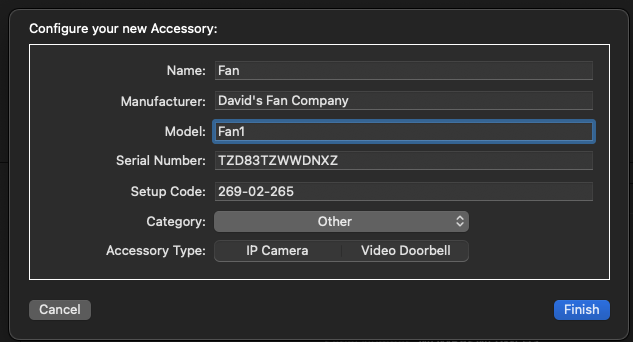 Configure your new Accessory:
Name: Fan
Manufacturer: David's Fan Company
Model: Fan1
Serial Number: TZD83TZWWDNXZ
Setup Code: 269-02-265
Category: Other
Accessory Type: IP Camera Video Doorbell
Cancel Finish